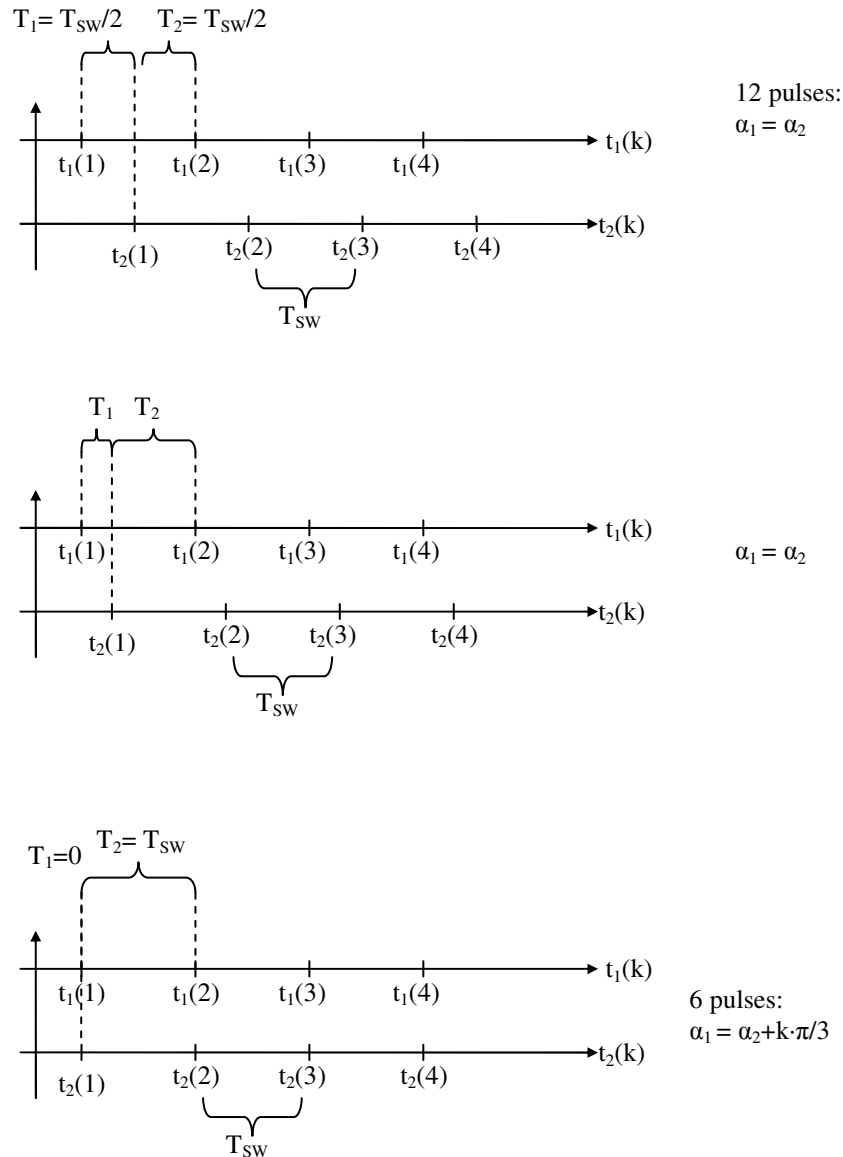 T₁= T_SW/2 T₂= T_SW/2
12 pulses:
α₁ = α₂
t₁(k)
t₁(1) t₁(2) t₁(3) t₁(4)
t₂(k)
t₂(1) t₂(2) t₂(3) t₂(4)
T_SW
T₁ T₂
t₁(k)
t₁(1) t₁(2) t₁(3) t₁(4)
α₁ = α₂
t₂(k)
t₂(1) t₂(2) t₂(3) t₂(4)
T_SW
T₂= T_SW
T₁=0
t₁(k)
t₁(1) t₁(2) t₁(3) t₁(4)
6 pulses:
α₁ = α₂+k·π/3
t₂(k)
t₂(1) t₂(2) t₂(3) t₂(4)
T_SW